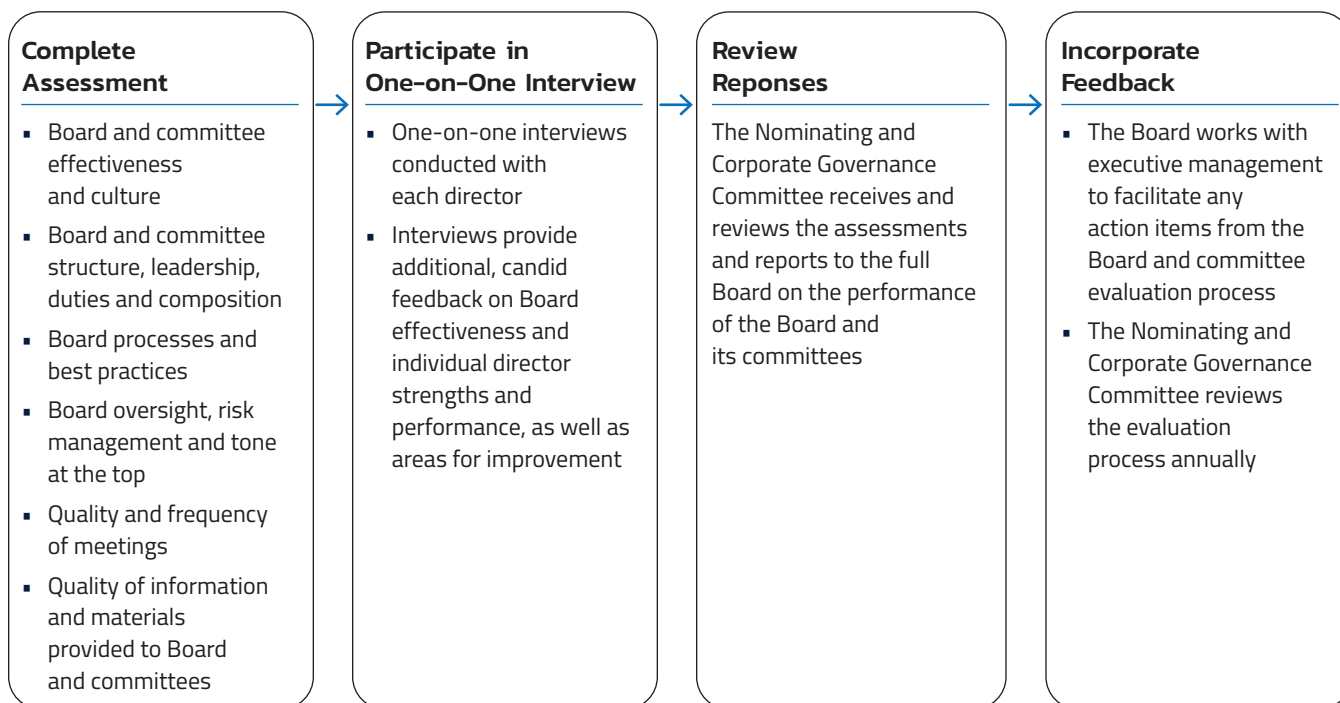 Complete
Assessment
▪ Board and committee
effectiveness
and culture
▪ Board and committee
structure, leadership,
duties and composition
▪ Board processes and
best practices
▪ Board oversight, risk
management and tone
at the top
▪ Quality and frequency
of meetings
▪ Quality of information
and materials
provided to Board
and committees
Participate in
One-on-One Interview
▪ One-on-one interviews
conducted with
each director
▪ Interviews provide
additional, candid
feedback on Board
effectiveness and
individual director
strengths and
performance, as well as
areas for improvement
Review
Reponses
The Nominating and
Corporate Governance
Committee receives and
reviews the assessments
and reports to the full
Board on the performance
of the Board and
its committees
Incorporate
Feedback
▪ The Board works with
executive management
to facilitate any
action items from the
Board and committee
evaluation process
▪ The Nominating and
Corporate Governance
Committee reviews
the evaluation
process annually